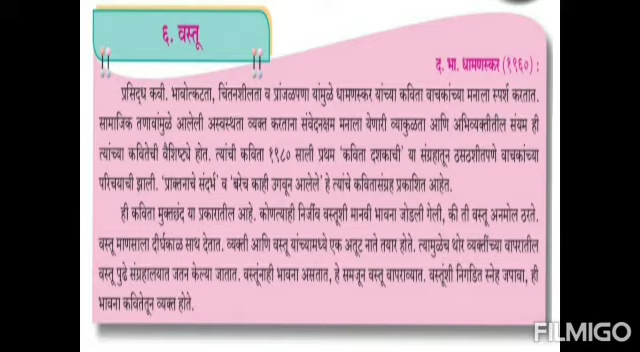 ६. वस्तू
द. भा. धामणस्कर (१९६०) :
प्रसिद्ध कवी. भावोत्कटता, चिंतनशीलता व प्रांजळपणा यांमुळे धामणस्कर यांच्या कविता वाचकांच्या मनाला स्पर्श करतात.
सामाजिक तणावांमुळे आलेली अस्वस्थता व्यक्त करताना संवेदनक्षम मनाला येणारी व्याकुळता आणि अभिव्यक्तीतील संयम ही
त्यांच्या कवितेची वैशिष्ट्ये होत. त्यांची कविता १९८० साली प्रथम 'कविता दशकाची' या संग्रहातून ठसठशीतपणे वाचकांच्या
परिचयाची झाली. 'प्राक्तनाचे संदर्भ' व 'बरेच काही उगवून आलेले' हे त्यांचे कवितासंग्रह प्रकाशित आहेत.
ही कविता मुक्तछंद या प्रकारातील आहे. कोणत्याही निर्जीव वस्तूशी मानवी भावना जोडली गेली, की ती वस्तू अनमोल ठरते.
वस्तू माणसाला दीर्घकाळ साथ देतात. व्यक्ती आणि वस्तू यांच्यामध्ये एक अतूट नाते तयार होते. त्यामुळेच थोर व्यक्तींच्या वापरातील
वस्तू पुढे संग्रहालयात जतन केल्या जातात. वस्तूंनाही भावना असतात, हे समजून वस्तू वापराव्यात. वस्तूंशी निगडित स्नेह जपावा, ही
भावना कवितेतून व्यक्त होते.
FILMIGO